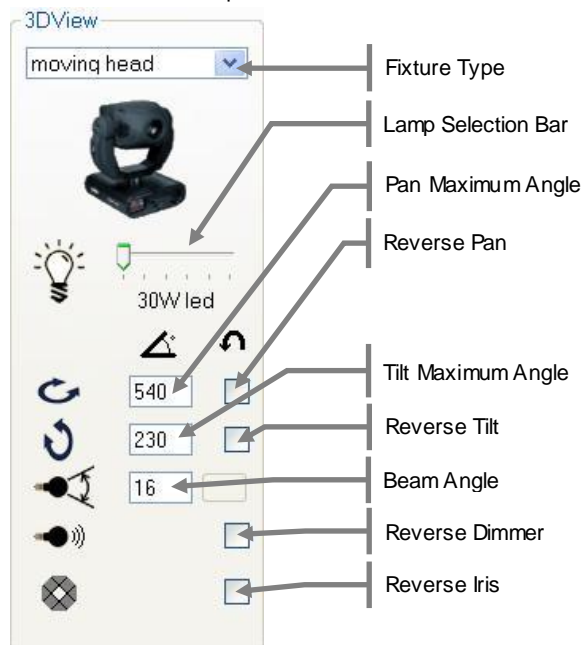 3DView
moving head
Fixture Type
Lamp Selection Bar
Pan Maximum Angle
Reverse Pan
30W led
540
Tilt Maximum Angle
230
Reverse Tilt
16
Beam Angle
Reverse Dimmer
Reverse Iris